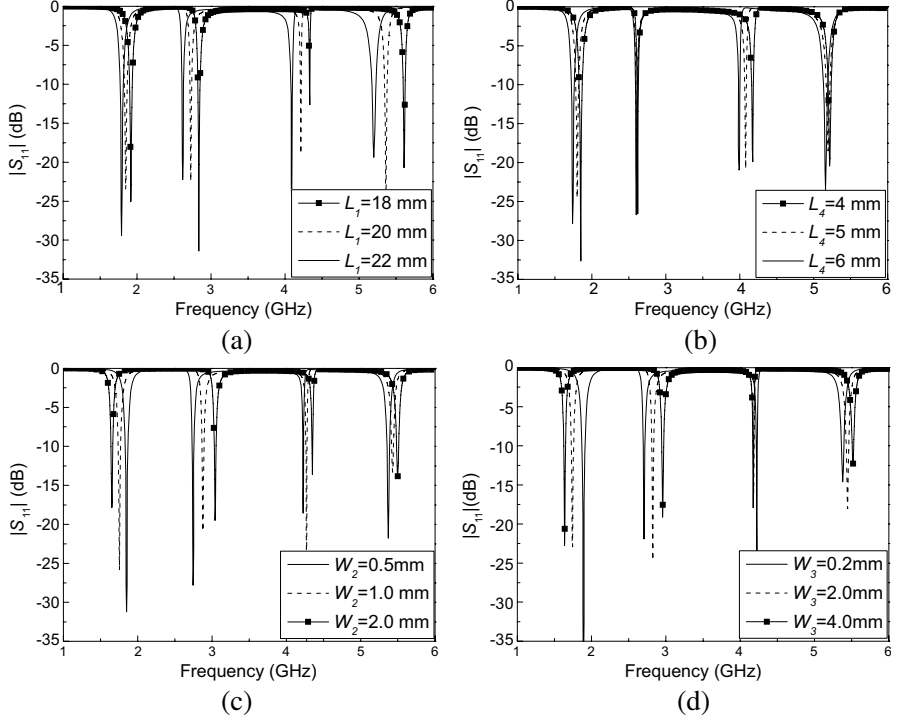 0
-5
-10
-15
-20
-25
-30
-35
|S11| (dB)
L1=18 mm
L1=20 mm
L1=22 mm
1 2 3 4 5 6
Frequency (GHz)
(a)
0
-5
-10
-15
-20
-25
-30
-35
|S11| (dB)
L4=4 mm
L4=5 mm
L4=6 mm
1 2 3 4 5 6
Frequency (GHz)
(b)
0
-5
-10
-15
-20
-25
-30
-35
|S11| (dB)
W2=0.5mm
W2=1.0 mm
W2=2.0 mm
1 2 3 4 5 6
Frequency (GHz)
(c)
0
-5
-10
-15
-20
-25
-30
-35
|S11| (dB)
W3=0.2mm
W3=2.0mm
W3=4.0mm
1 2 3 4 5 6
Frequency (GHz)
(d)